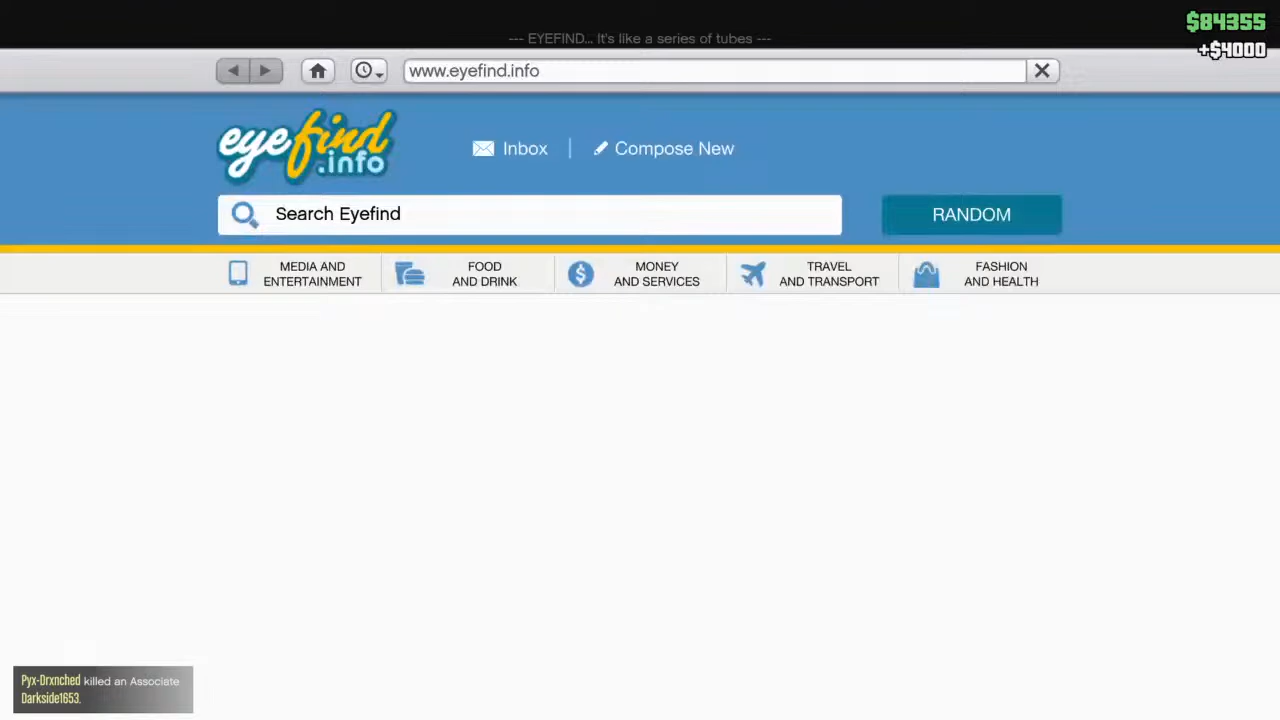 $84355
+$4000
--- EYEFIND... It's like a series of tubes ---
www.eyefind.info
eyefind
.info
Inbox
Compose New
Search Eyefind
RANDOM
MEDIA AND
ENTERTAINMENT
FOOD
AND DRINK
MONEY
AND SERVICES
TRAVEL
AND TRANSPORT
FASHION
AND HEALTH
Pyx-Drxnched killed an Associate
Darkside1653.